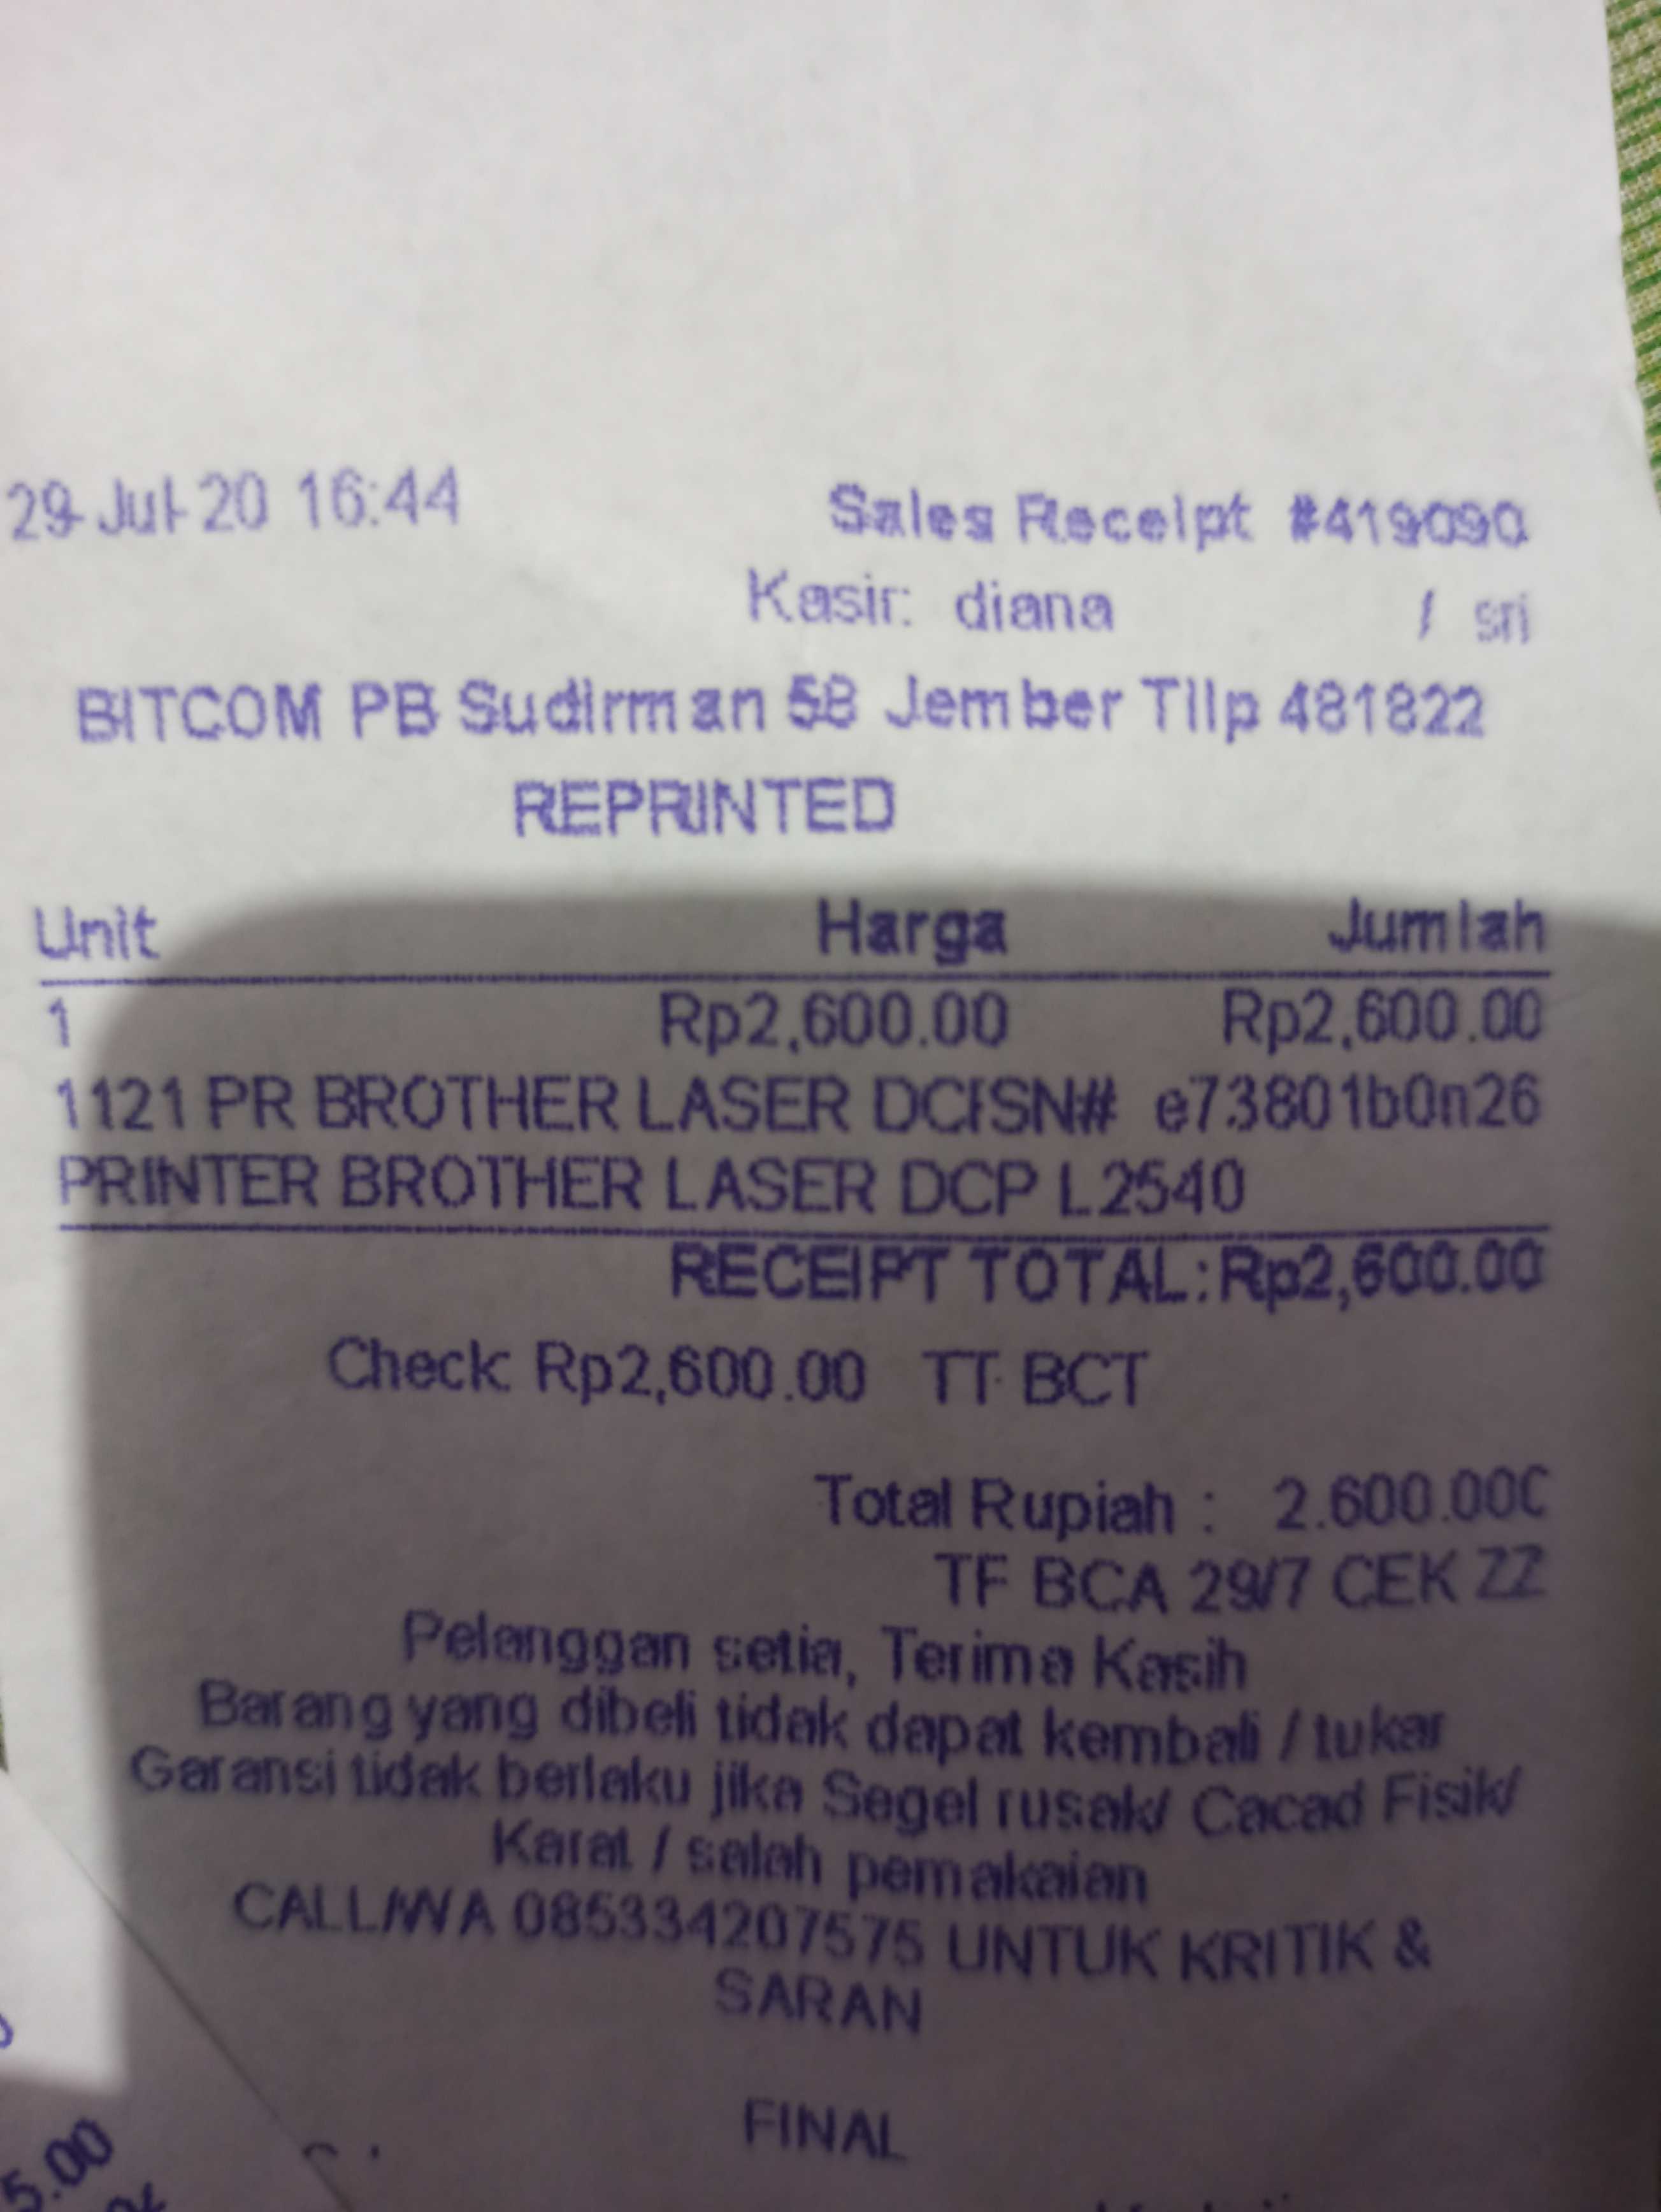 29-Jul-20 16:44 Sales Receipt #419090
Kasir: diana / sri
BITCOM PB Sudirman 58 Jember Tllp 481822
REPRINTED
Unit Harga Jumlah
1 Rp2,600.00 Rp2,600.00
1121 PR BROTHER LASER DCISN# e73801b0n26
PRINTER BROTHER LASER DCP L2540
RECEIPT TOTAL: Rp2,600.00
Check: Rp2,600.00 TT BCT
Total Rupiah : 2.600.000
TF BCA 29/7 CEK ZZ
Pelanggan setia, Terima Kasih
Barang yang dibeli tidak dapat kembali / tukar
Garansi tidak berlaku jika Segel rusak/ Cacad Fisik/
Karat / salah pemakaian
CALL/WA 085334207575 UNTUK KRITIK &
SARAN
FINAL
5.00